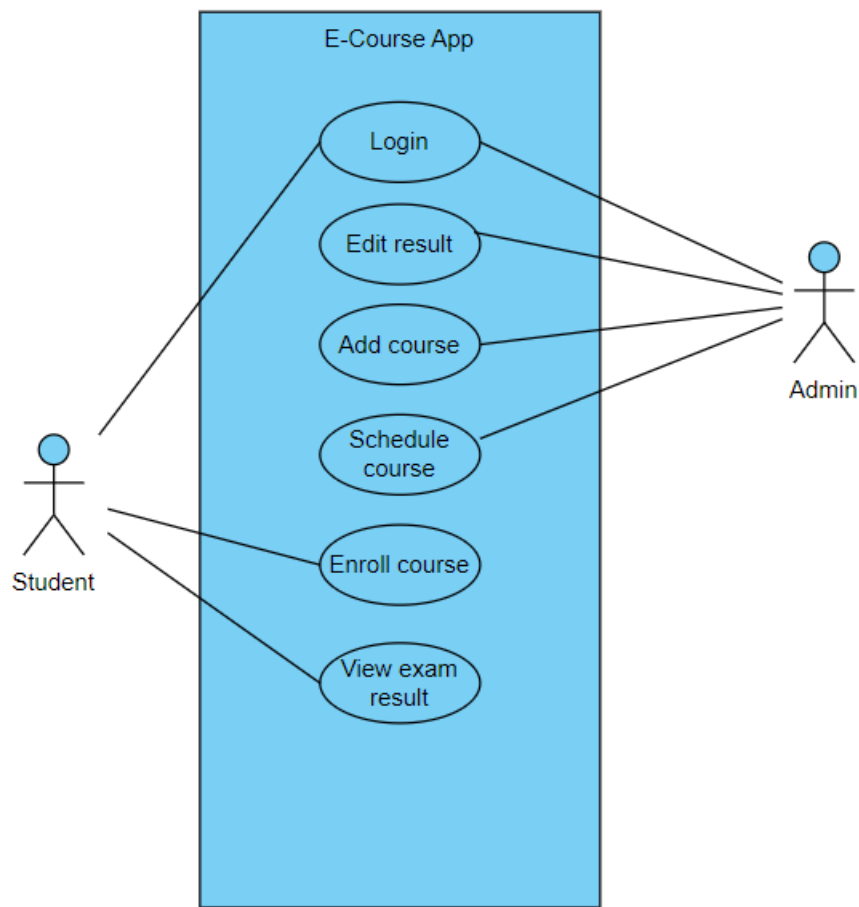 E-Course App
Login
Edit result
Add course
Admin
Schedule
course
Enroll course
Student
View exam
result